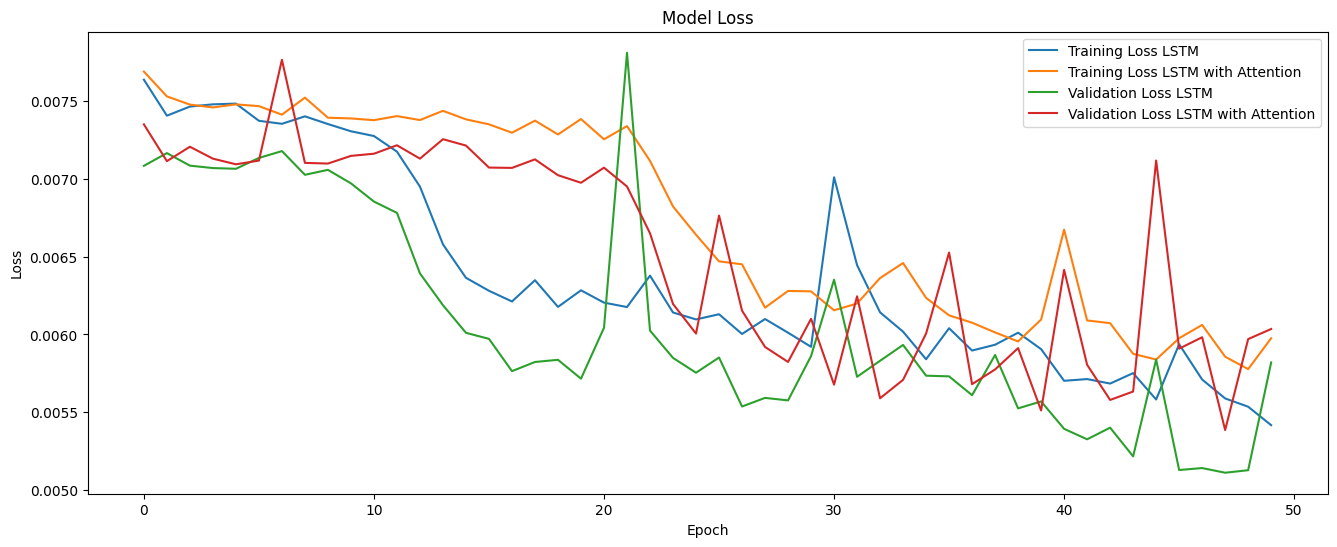 Model Loss
Training Loss LSTM
Training Loss LSTM with Attention
Validation Loss LSTM
Validation Loss LSTM with Attention
0.0075
0.0070
0.0065
0.0060
0.0055
0.0050
Loss
0 10 20 30 40 50
Epoch